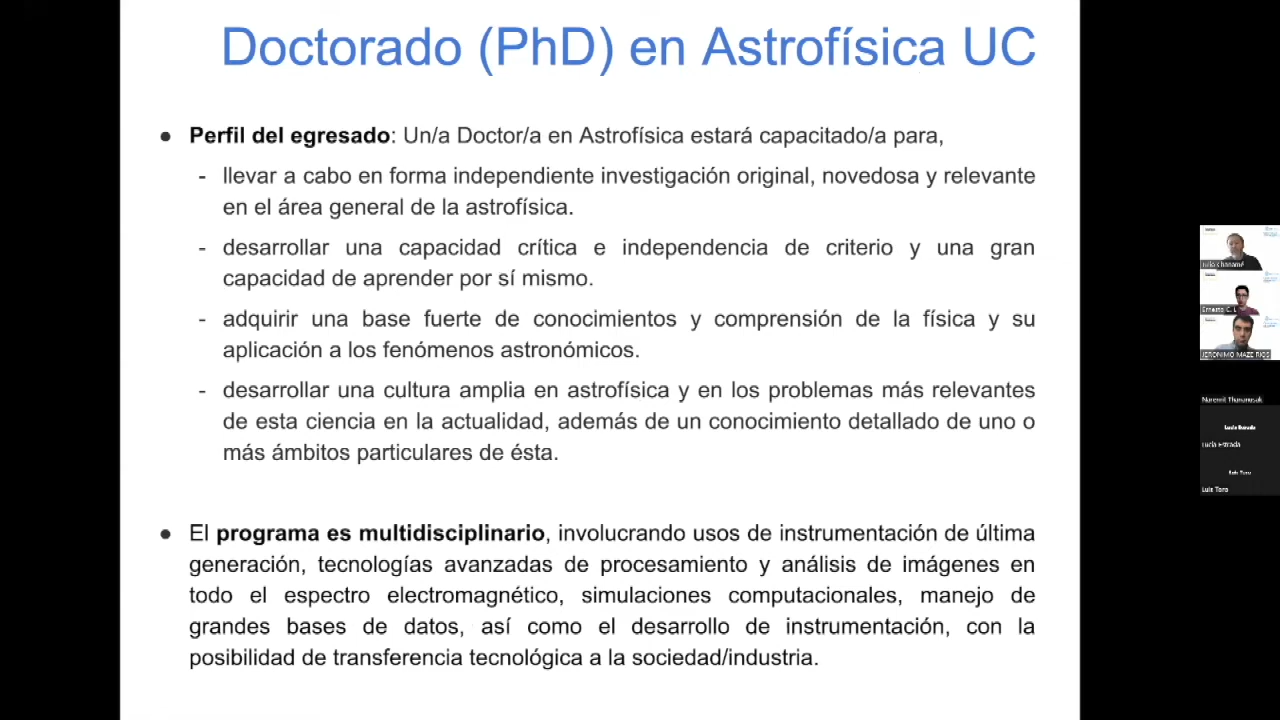 Doctorado (PhD) en Astrofísica UC
● Perfil del egresado: Un/a Doctor/a en Astrofísica estará capacitado/a para,
- llevar a cabo en forma independiente investigación original, novedosa y relevante
en el área general de la astrofísica.
- desarrollar una capacidad crítica e independencia de criterio y una gran
capacidad de aprender por sí mismo.
- adquirir una base fuerte de conocimientos y comprensión de la física y su
aplicación a los fenómenos astronómicos.
- desarrollar una cultura amplia en astrofísica y en los problemas más relevantes
de esta ciencia en la actualidad, además de un conocimiento detallado de uno o
más ámbitos particulares de ésta.
● El programa es multidisciplinario, involucrando usos de instrumentación de última
generación, tecnologías avanzadas de procesamiento y análisis de imágenes en
todo el espectro electromagnético, simulaciones computacionales, manejo de
grandes bases de datos, así como el desarrollo de instrumentación, con la
posibilidad de transferencia tecnológica a la sociedad/industria.
Ernesto C. L
JERONIMO MAZE RIOS
Lucía Estrada
Luis Toro